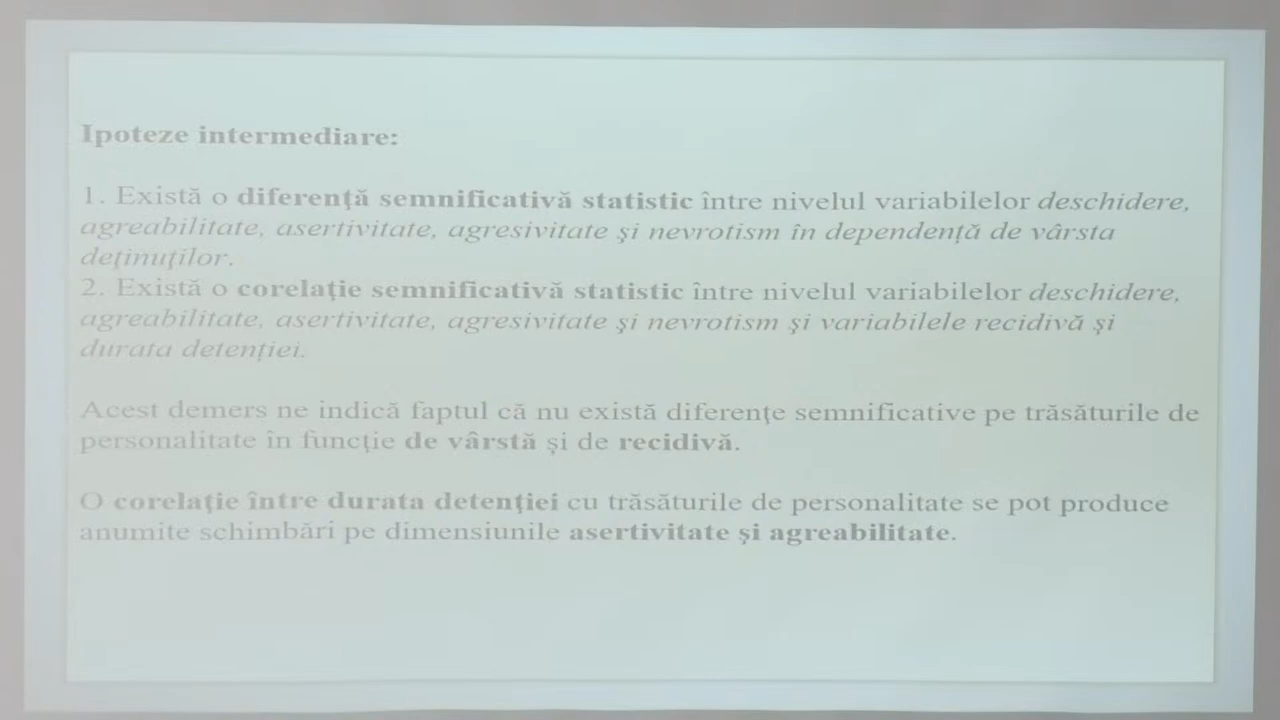 Ipoteze intermediare:
1. Există o diferenţă semnificativă statistic între nivelul variabilelor deschidere,
agreabilitate, asertivitate, agresivitate şi nevrotism în dependenţă de vârsta
deţinuţilor.
2. Există o corelaţie semnificativă statistic între nivelul variabilelor deschidere,
agreabilitate, asertivitate, agresivitate şi nevrotism şi variabilele recidivă şi
durata detenţiei.
Acest demers ne indică faptul că nu există diferenţe semnificative pe trăsăturile de
personalitate în funcţie de vârstă şi de recidivă.
O corelaţie între durata detenţiei cu trăsăturile de personalitate se pot produce
anumite schimbări pe dimensiunile asertivitate şi agreabilitate.